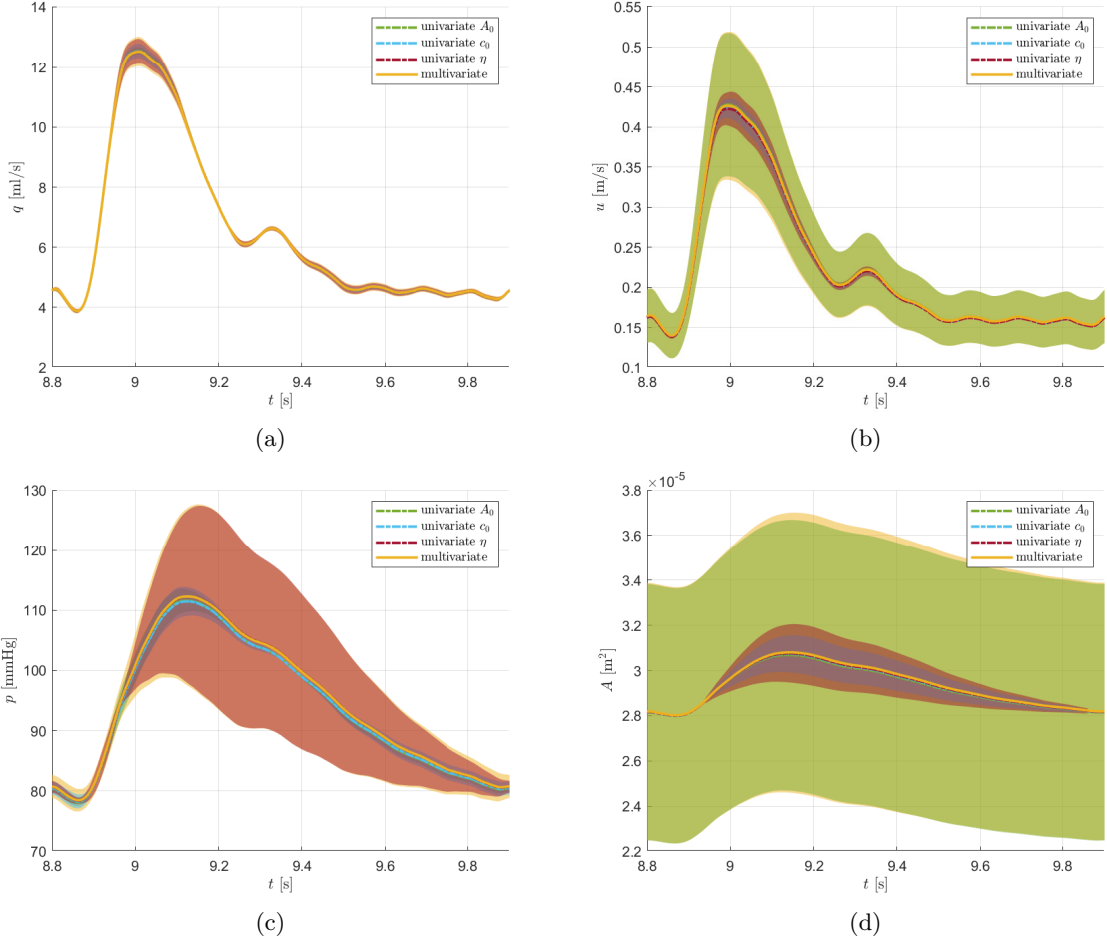 14
12
10
8
6
4
2
q [ml/s]
univariate A₀
univariate c₀
univariate η
multivariate
8.8 9 9.2 9.4 9.6 9.8
t [s]
(a)
0.55
0.5
0.45
0.4
0.35
0.3
0.25
0.2
0.15
0.1
u [m/s]
univariate A₀
univariate c₀
univariate η
multivariate
8.8 9 9.2 9.4 9.6 9.8
t [s]
(b)
130
120
110
100
90
80
70
p [mmHg]
univariate A₀
univariate c₀
univariate η
multivariate
8.8 9 9.2 9.4 9.6 9.8
t [s]
(c)
×10⁻⁵
3.8
3.6
3.4
3.2
3
2.8
2.6
2.4
2.2
A [m²]
univariate A₀
univariate c₀
univariate η
multivariate
8.8 9 9.2 9.4 9.6 9.8
t [s]
(d)